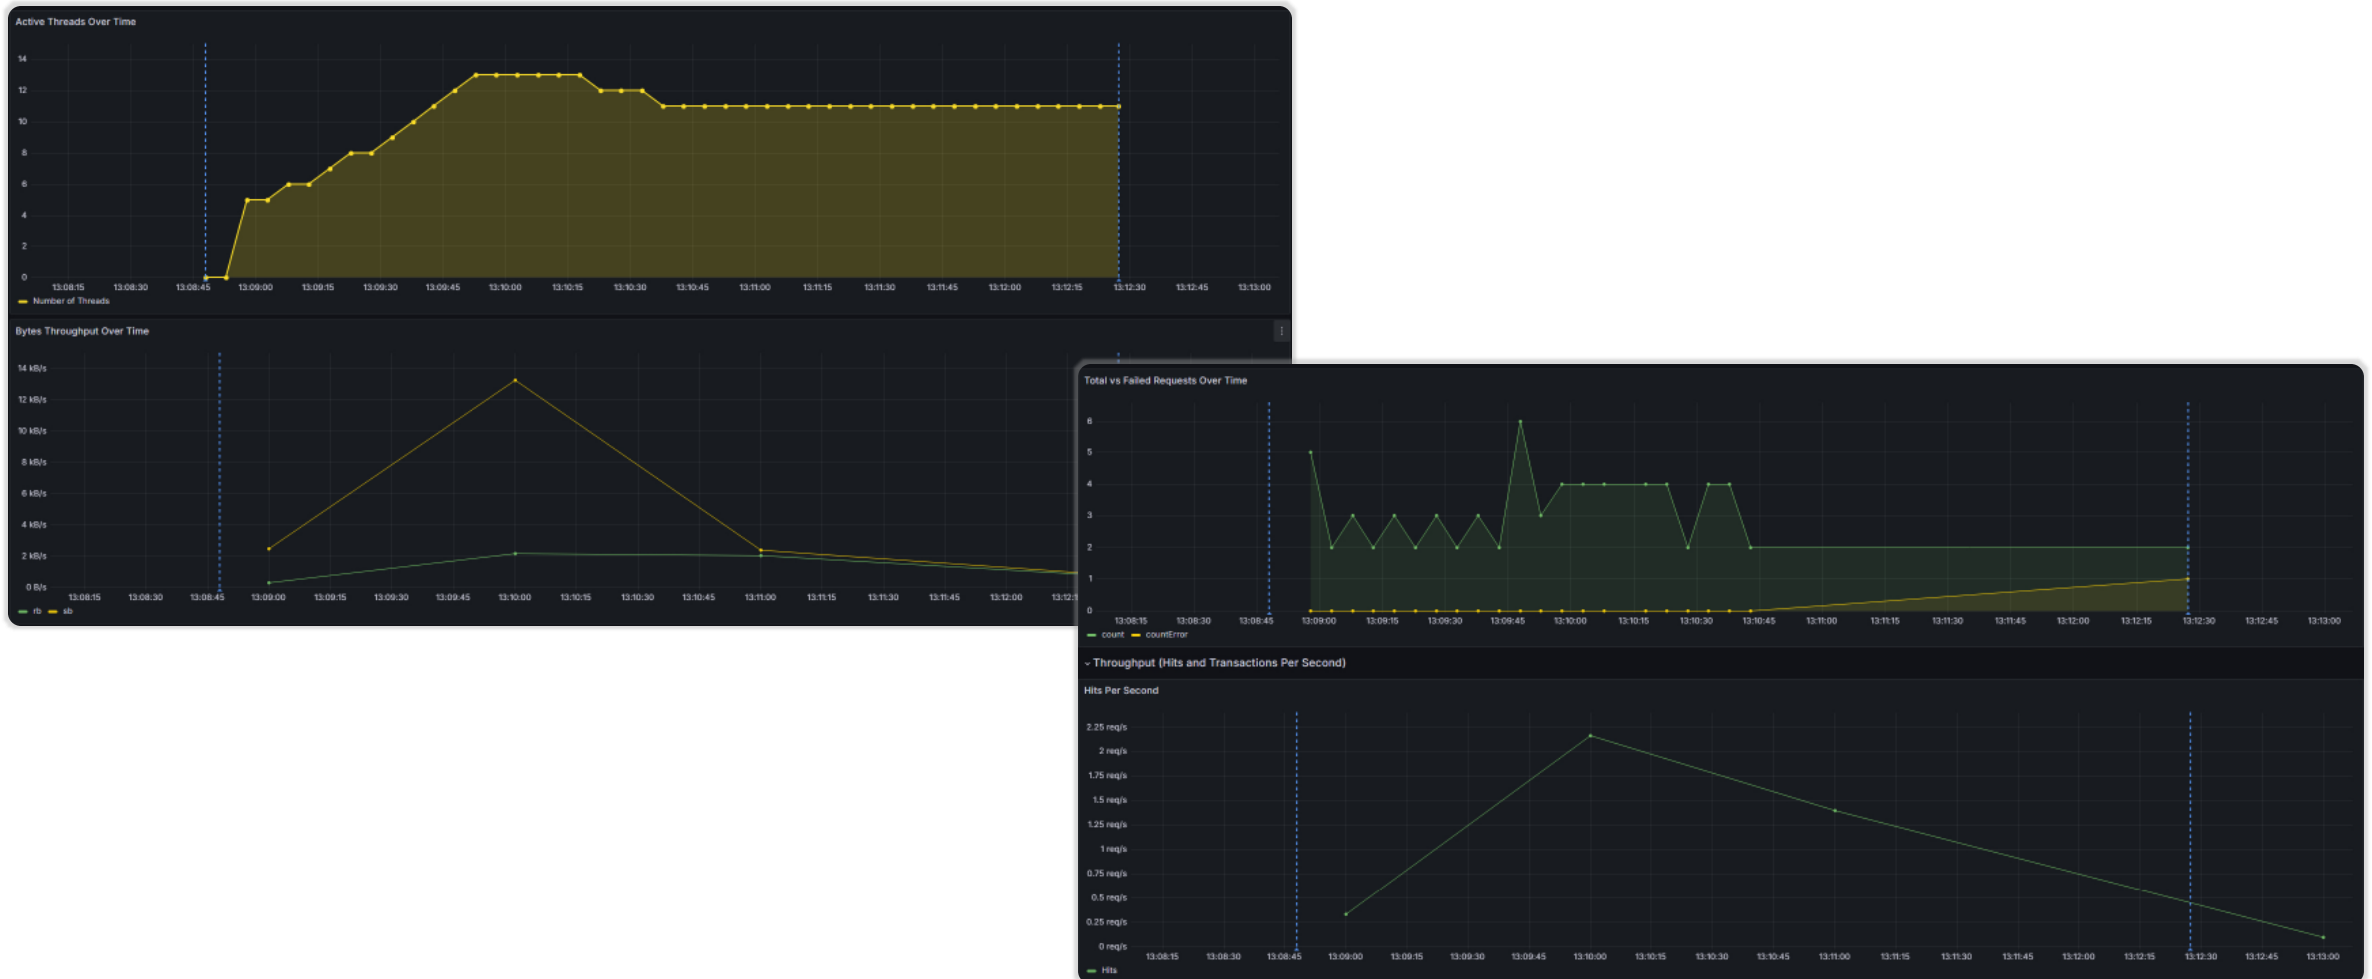 Active Threads Over Time
14
12
10
8
6
4
2
0
13:08:15 13:08:30 13:08:45 13:09:00 13:09:15 13:09:30 13:09:45 13:10:00 13:10:15 13:10:30 13:10:45 13:11:00 13:11:15 13:11:30 13:11:45 13:12:00 13:12:15 13:12:30 13:12:45 13:13:00
Number of Threads
Bytes Throughput Over Time
14 kB/s
12 kB/s
10 kB/s
8 kB/s
6 kB/s
4 kB/s
2 kB/s
0 B/s
13:08:15 13:08:30 13:08:45 13:09:00 13:09:15 13:09:30 13:09:45 13:10:00 13:10:15 13:10:30 13:10:45 13:11:00 13:11:15 13:11:30 13:11:45 13:12:00 13:12:1
rb sb
Total vs Failed Requests Over Time
6
5
4
3
2
1
0
13:08:15 13:08:30 13:08:45 13:09:00 13:09:15 13:09:30 13:09:45 13:10:00 13:10:15 13:10:30 13:10:45 13:11:00 13:11:15 13:11:30 13:11:45 13:12:00 13:12:15 13:12:30 13:12:45 13:13:00
count countError
Throughput (Hits and Transactions Per Second)
Hits Per Second
2.25 req/s
2 req/s
1.75 req/s
1.5 req/s
1.25 req/s
1 req/s
0.75 req/s
0.5 req/s
0.25 req/s
0 req/s
13:08:15 13:08:30 13:08:45 13:09:00 13:09:15 13:09:30 13:09:45 13:10:00 13:10:15 13:10:30 13:10:45 13:11:00 13:11:15 13:11:30 13:11:45 13:12:00 13:12:15 13:12:30 13:12:45 13:13:00
Hits